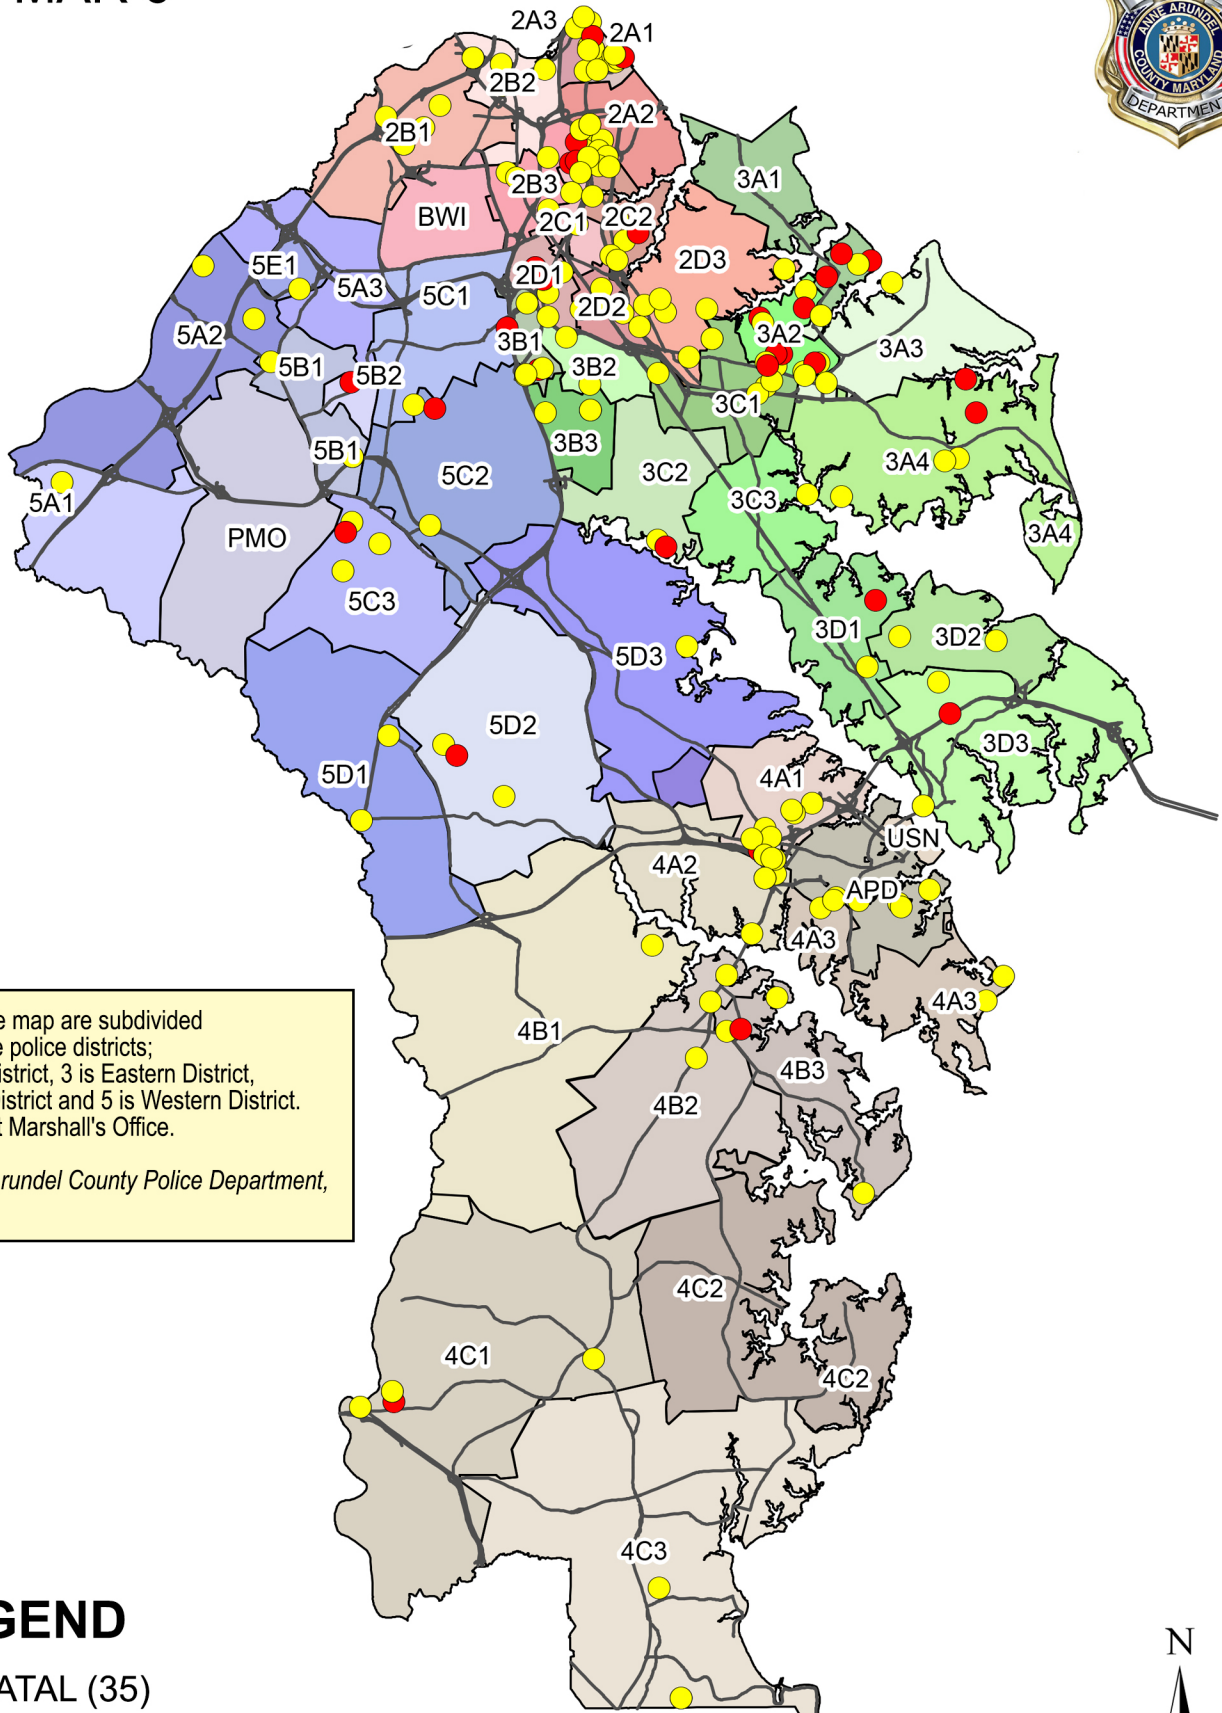 ANNE ARUNDEL
COUNTY MARYLAND
DEPARTMENT
2A3
2A1
2B2
2A2
2B1
3A1
2B3
BWI
2C1
2C2
2D3
5E1
2D1
5A3
5C1
2D2
5A2
3A2
3B1
3A3
5B1
5B2
3B2
3C1
3B3
5B1
3A4
5C2
3C2
5A1
3C3
PMO
3A4
5C3
3D1
3D2
5D3
5D2
3D3
5D1
4A1
USN
4A2
APD
4A3
4A3
e map are subdivided
e police districts;
istrict, 3 is Eastern District,
District and 5 is Western District.
t Marshall's Office.
rundel County Police Department,
4B1
4B3
4B2
4C2
4C1
4C2
4C3
GEND
ATAL (35)
N